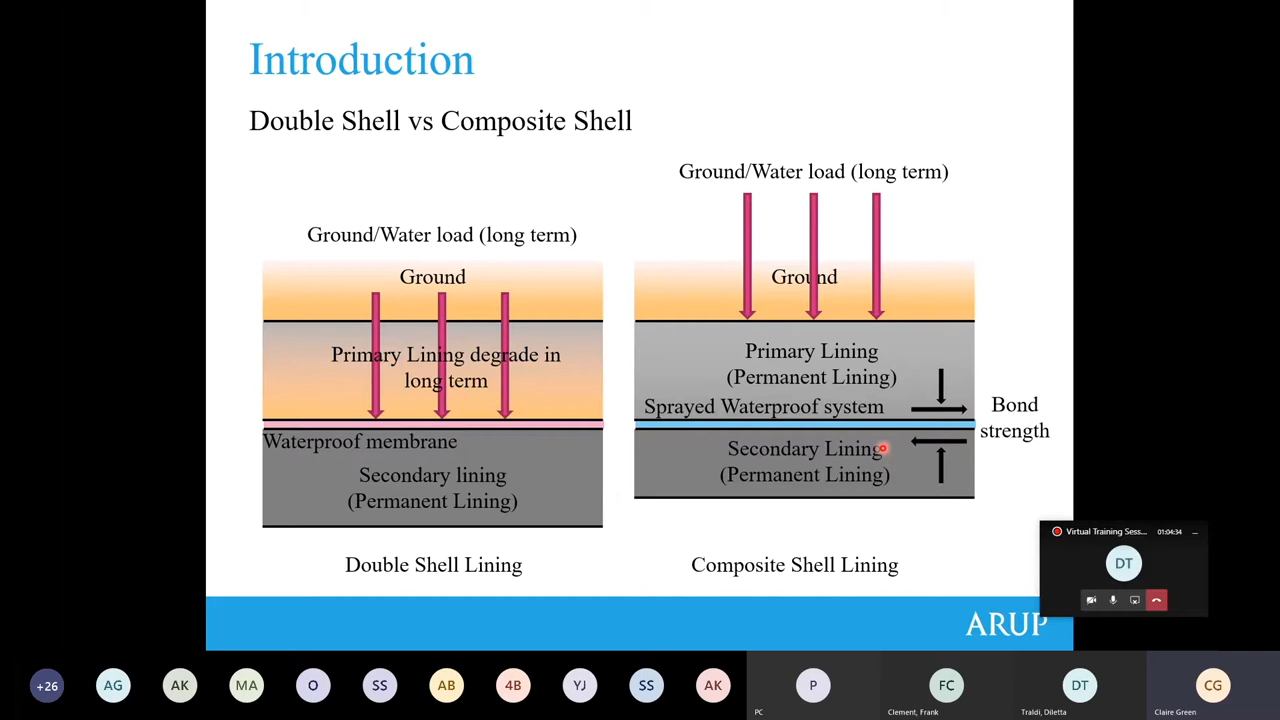 Introduction
Double Shell vs Composite Shell
Ground/Water load (long term)
Ground
Primary Lining degrade in
long term
Waterproof membrane
Secondary lining
(Permanent Lining)
Double Shell Lining
Ground/Water load (long term)
Ground
Primary Lining
(Permanent Lining)
Sprayed Waterproof system
Secondary Lining
(Permanent Lining)
Bond
strength
Composite Shell Lining
ARUP
Virtual Training Sess...
01:04:34
DT
+26
AG
AK
MA
O
SS
AB
4B
YJ
SS
AK
P
PC
FC
Clement, Frank
DT
Traldi, Diletta
CG
Claire Green